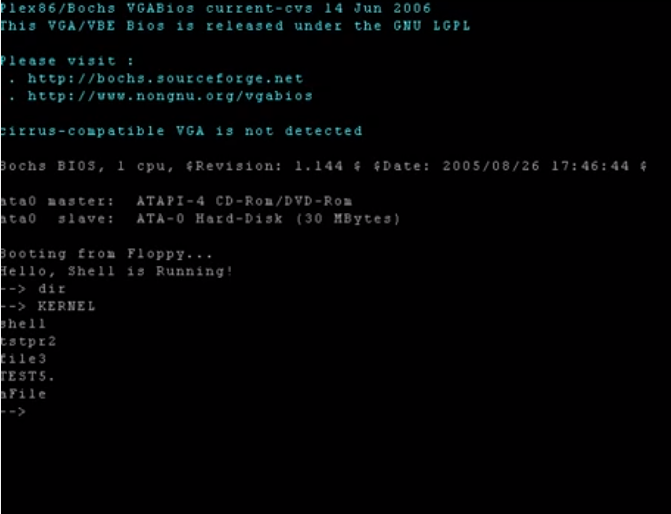 Plex86/Bochs VGABios current-cvs 14 Jun 2006
This VGA/VBE Bios is released under the GNU LGPL
Please visit :
. http://bochs.sourceforge.net
. http://www.nongnu.org/vgabios
cirrus-compatible VGA is not detected
Bochs BIOS, 1 cpu, $Revision: 1.144 $ $Date: 2005/08/26 17:46:44 $
ata0 master: ATAPI-4 CD-Rom/DVD-Rom
ata0 slave: ATA-0 Hard-Disk (30 MBytes)
Booting from Floppy...
Hello, Shell is Running!
--> dir
--> KERNEL
shell
tstpr2
file3
TEST5.
aFile
-->